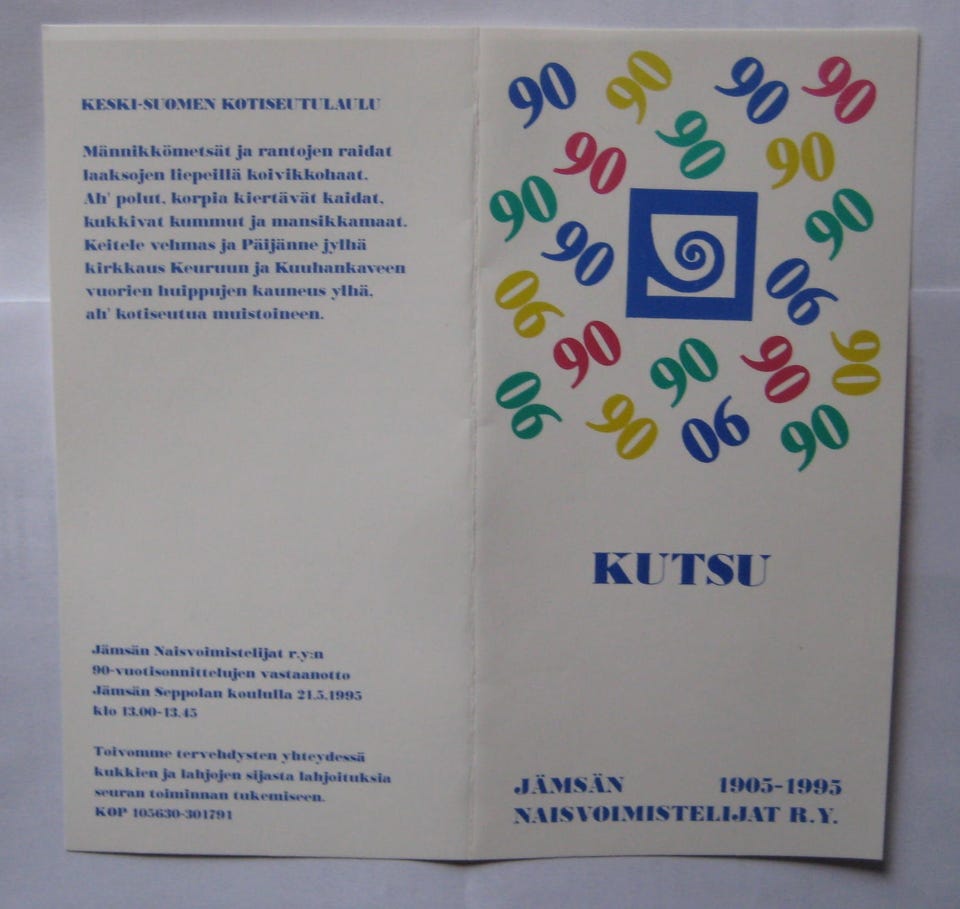 KESKI-SUOMEN KOTISEUTULAULU
Männikkömetsät ja rantojen raidat
laaksojen liepeillä koivikkohaat.
Ah' polut, korpia kiertävät kaidat,
kukkivat kummut ja mansikkamaat.
Keitele vehmas ja Päijänne jylhä
kirkkaus Keuruun ja Kuuhankaveen
vuorien huippujen kauneus ylhä,
ah' kotiseutua muistoineen.
Jämsän Naisvoimistelijat r.y:n
90-vuotisonnittelujen vastaanotto
Jämsän Seppolan koululla 21.5.1995
klo 13.00-13.45
Toivomme tervehdysten yhteydessä
kukkien ja lahjojen sijasta lahjoituksia
seuran toiminnan tukemiseen.
KOP 105630-301791
90 90 90 90
90 90 90
90 90
90 90
90 90
90 90 90 90
90 90 90 90
KUTSU
JÄMSÄN 1905-1995
NAISVOIMISTELIJAT R.Y.